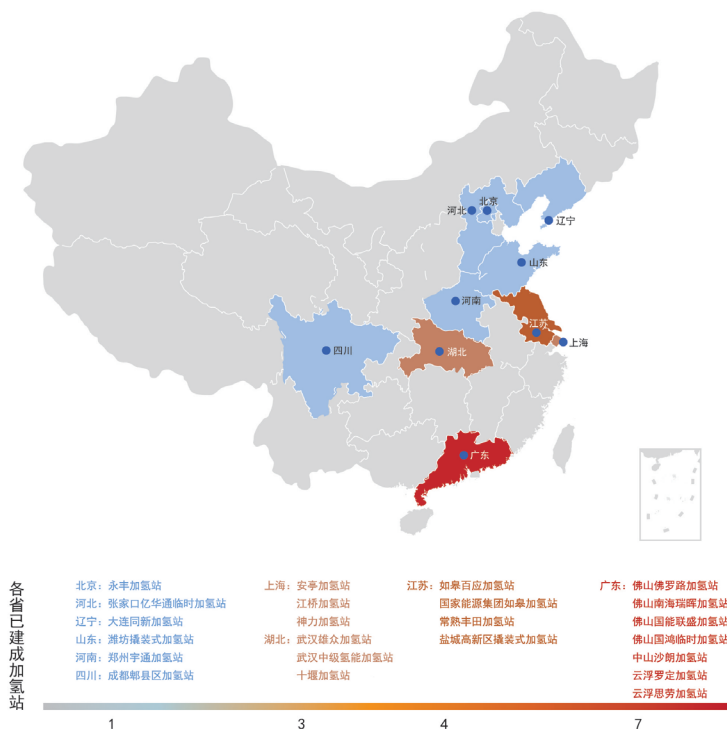 北京
河北
辽宁
山东
河南
江苏
上海
四川
湖北
广东
各省已建成加氢站
北京：永丰加氢站
河北：张家口亿华通临时加氢站
辽宁：大连同新加氢站
山东：潍坊撬装式加氢站
河南：郑州宇通加氢站
四川：成都郫县区加氢站
上海：安亭加氢站
江桥加氢站
神力加氢站
湖北：武汉雄众加氢站
武汉中级氢能加氢站
十堰加氢站
江苏：如皋百应加氢站
国家能源集团如皋加氢站
常熟丰田加氢站
盐城高新区撬装式加氢站
广东：佛山佛罗路加氢站
佛山南海瑞晖加氢站
佛山国能联盛加氢站
佛山国鸿临时加氢站
中山沙朗加氢站
云浮罗定加氢站
云浮思劳加氢站
1
3
4
7